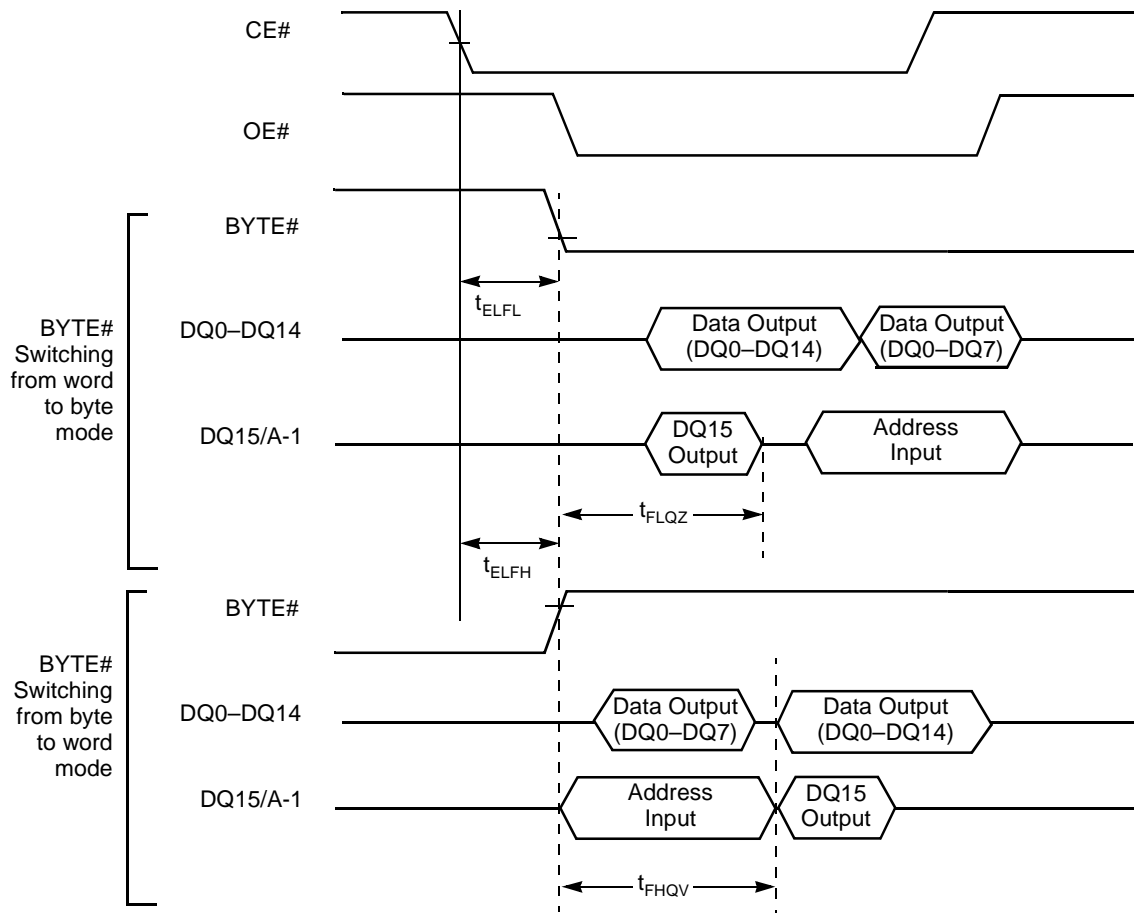 CE#
OE#
BYTE#
Switching
from word
to byte
mode
BYTE#
tELFL
DQ0–DQ14
Data Output
(DQ0–DQ14)
Data Output
(DQ0–DQ7)
DQ15/A-1
DQ15
Output
Address
Input
tFLQZ
tELFH
BYTE#
Switching
from byte
to word
mode
BYTE#
DQ0–DQ14
Data Output
(DQ0–DQ7)
Data Output
(DQ0–DQ14)
DQ15/A-1
Address
Input
DQ15
Output
tFHQV